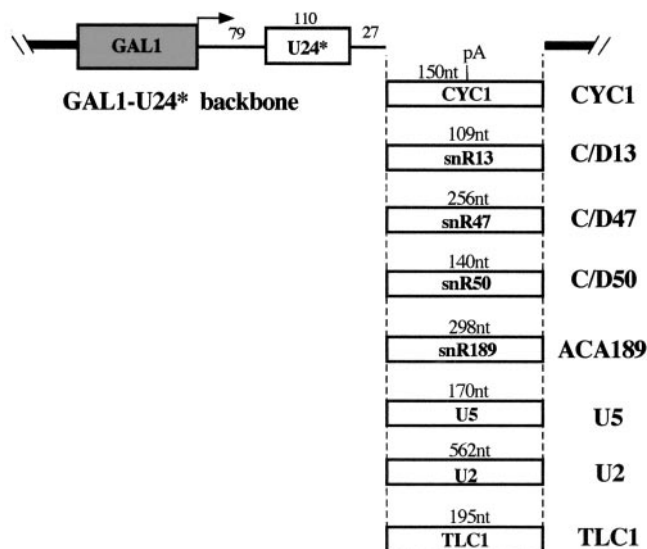 110
79
27
GAL1
U24*
pA
150nt
GAL1-U24* backbone
CYC1
CYC1
109nt
snR13
C/D13
256nt
snR47
C/D47
140nt
snR50
C/D50
298nt
snR189
ACA189
170nt
U5
U5
562nt
U2
U2
195nt
TLC1
TLC1